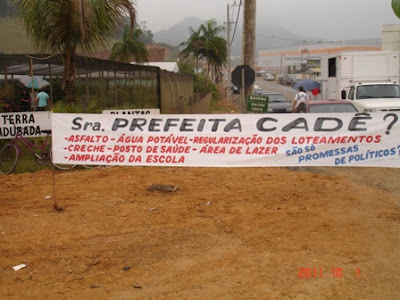 TERRA
ADUBADA
PLANTAS
Sra. PREFEITA CADÊ?
-ASFALTO-ÁGUA POTÁVEL-REGULARIZAÇÃO DOS LOTEAMENTOS
-CRECHE-POSTO DE SAÚDE-ÁREA DE LAZER
-AMPLIAÇÃO DA ESCOLA
SÃO SÓ
PROMESSAS
DE POLÍTICOS?